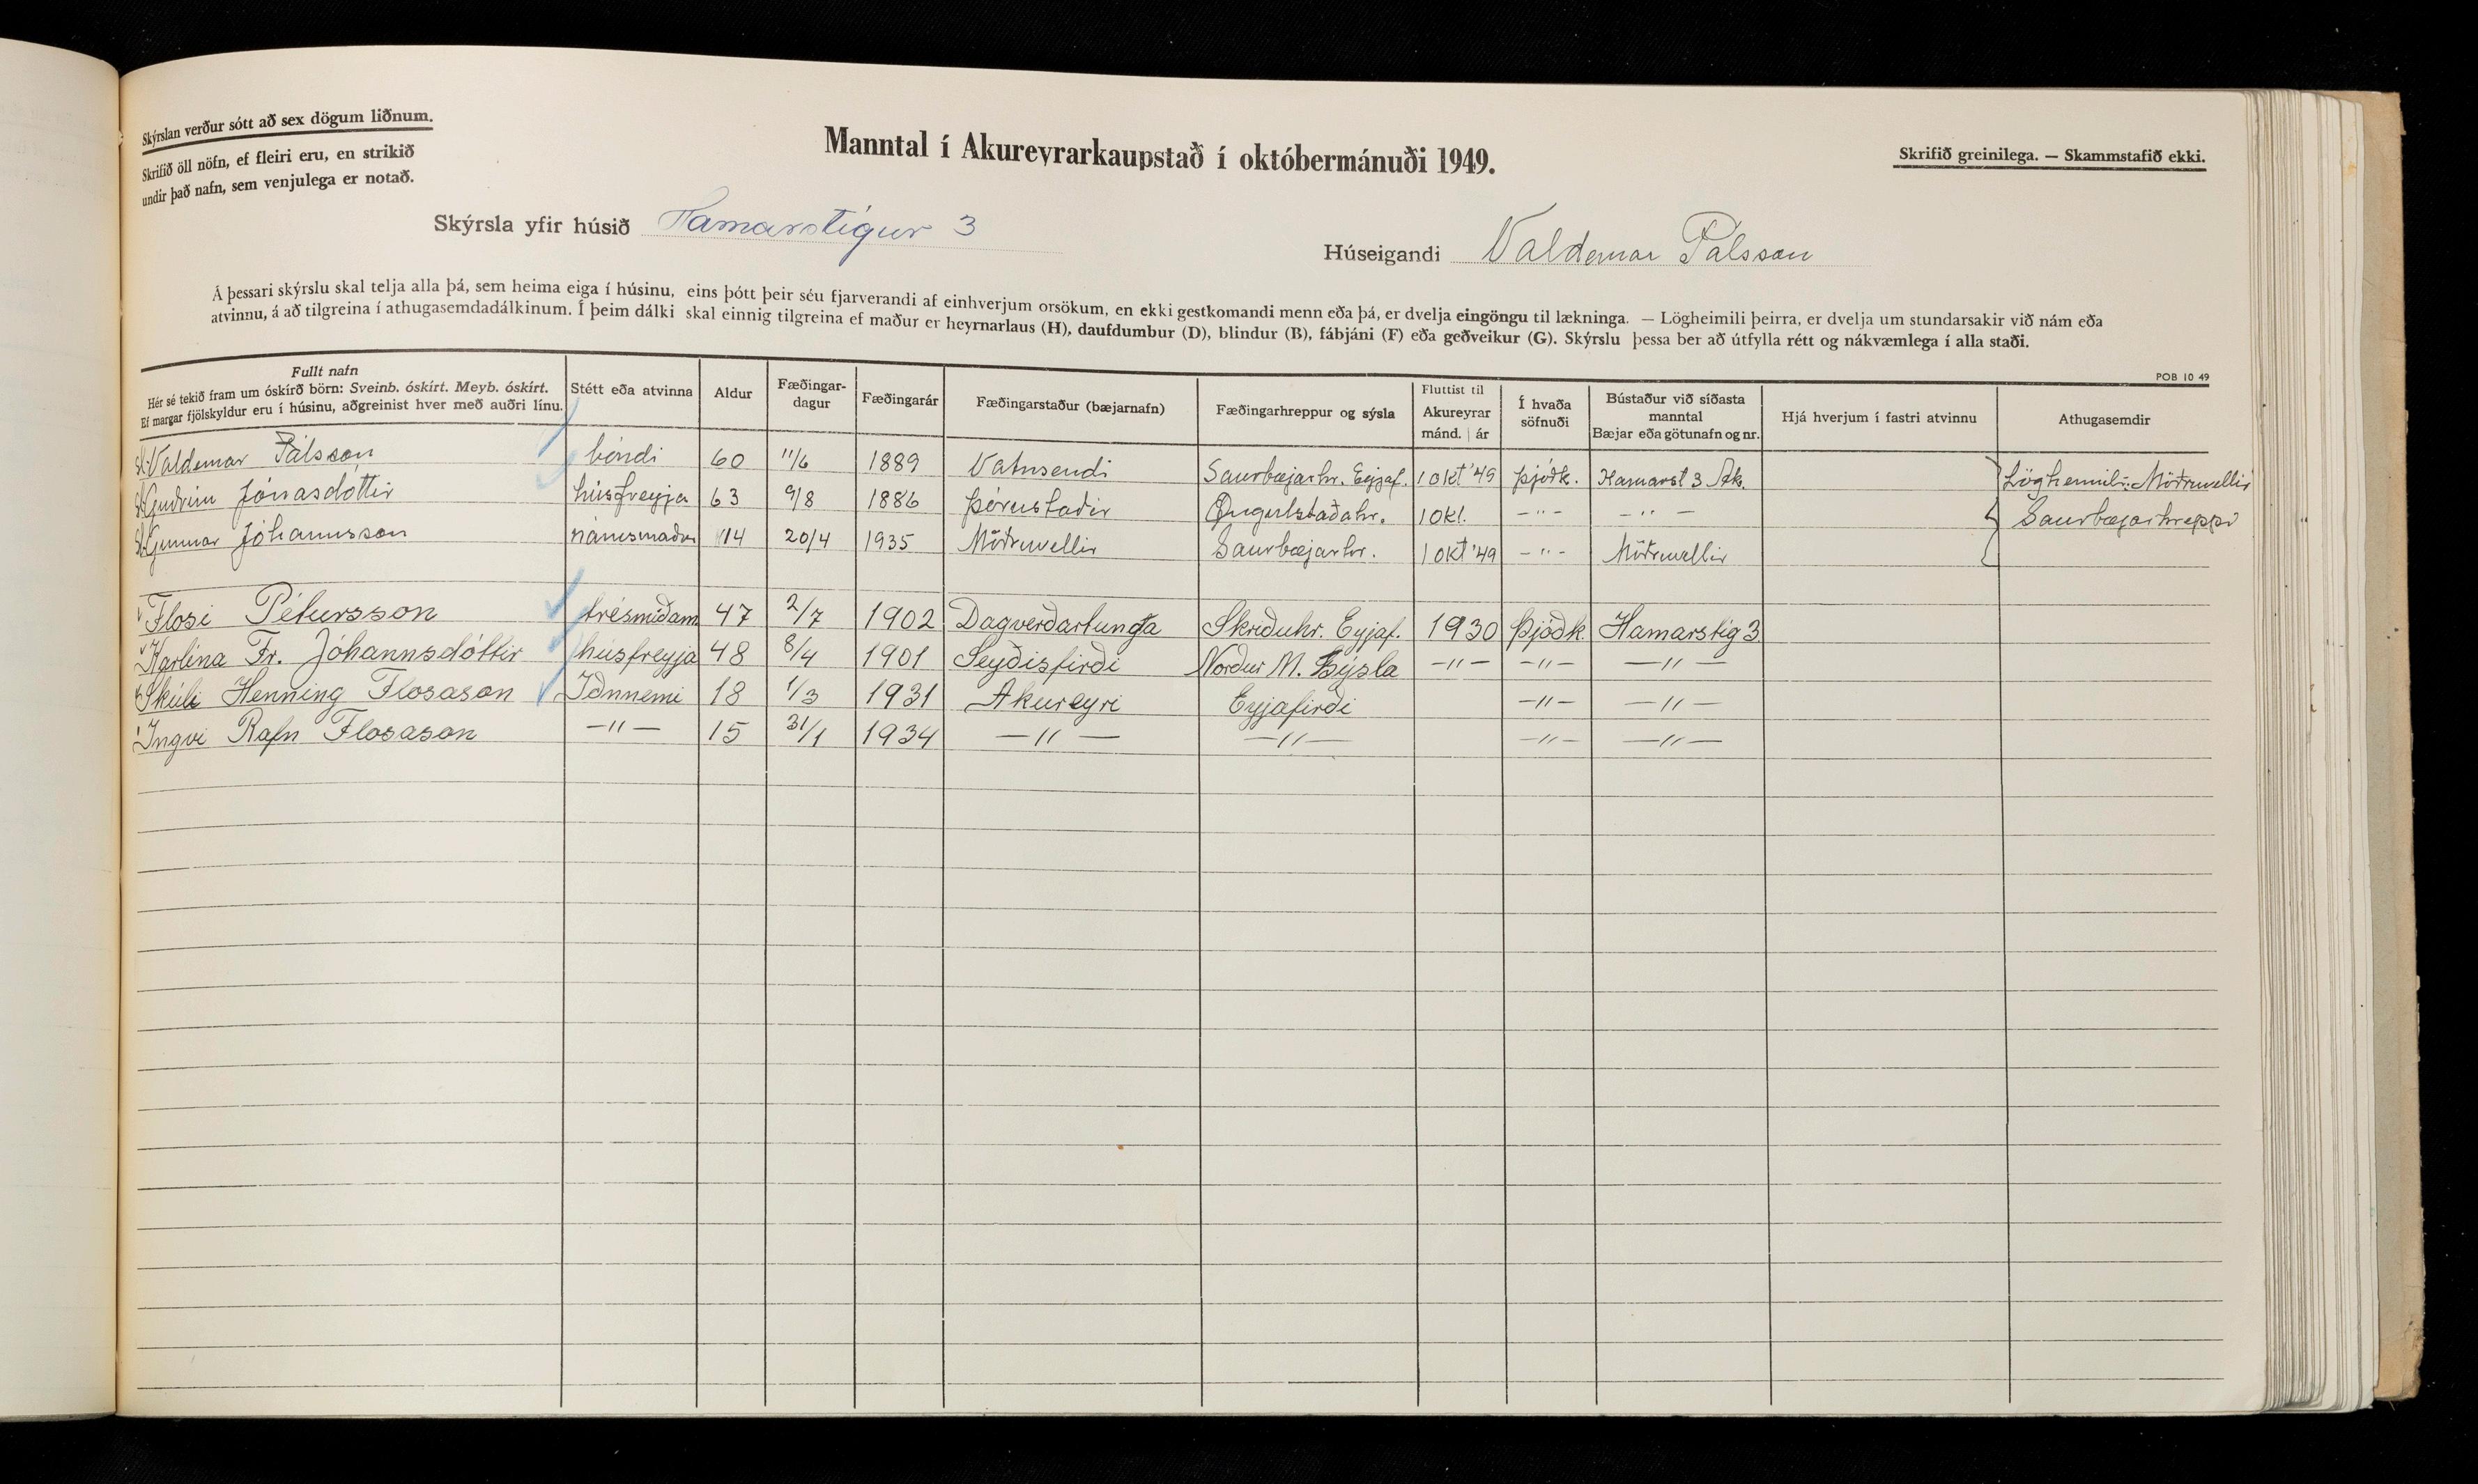 Skýrslan verður sótt að sex dögum liðnum.
Skrifið öll nöfn, ef fleiri eru, en strikið
undir það nafn, sem venjulega er notað.
Manntal í Akureyrarkaupstað í októbermánuði 1949.
Skrifið greinilega. — Skammstafið ekki.
Skýrsla yfir húsið Hamarstígur 3
Húseigandi Valdemar Pálsson
Á þessari skýrslu skal telja alla þá, sem heima eiga í húsinu, eins þótt þeir séu fjarverandi af einhverjum orsökum, en ekki gestkomandi menn eða þá, er dvelja eingöngu til lækninga. — Lögheimili þeirra, er dvelja um stundarsakir við nám eða
atvinnu, á að tilgreina í athugasemdadálkinum. Í þeim dálki skal einnig tilgreina ef maður er heyrnarlaus (H), daufdumbur (D), blindur (B), fábjáni (F) eða geðveikur (G). Skýrslu þessa ber að útfylla rétt og nákvæmlega í alla staði.
POB 10 49
Fullt nafn
Hér sé tekið fram um óskírð börn: Sveinb. óskírt. Meyb. óskírt.
Ef margar fjölskyldur eru í húsinu, aðgreinist hver með auðri línu.
Stétt eða atvinna
Aldur
Fæðingar-
dagur
Fæðingarár
Fæðingarstaður (bæjarnafn)
Fæðingarhreppur og sýsla
Fluttist til
Akureyrar
mánd. | ár
Í hvaða
söfnuði
Bústaður við síðasta
manntal
Bæjar eða götunafn og nr.
Hjá hverjum í fastri atvinnu
Athugasemdir
Valdemar Pálsson bóndi 60 11/6 1889 Vatnsendi Saurbæjarhr. Eyjaf. 1 okt '49 Þjóðk. Hamarst 3 Ak. Lögheimili: Möðruvellir
Guðrún Jónasdóttir húsfreyja 63 9/8 1886 Þórustaðir Öngulstaðahr. 1 okt. -"- -"- Saurbæjarhreppi
Gunnar Jóhannsson námsmaður 14 20/4 1935 Möðruvellir Saurbæjarhr. 1 okt '49 -"- Möðruvellir
Flosi Pétursson trésmíðam 47 2/7 1902 Dagverðartunga Skriðuhr. Eyjaf. 1930 Þjóðk. Hamarstíg 3
Karlína Fr. Jóhannsdóttir húsfreyja 48 8/4 1901 Seyðisfirði Norður M. Sýsla -"- -"- -"-
Skúli Henning Flosason Iðnnemi 18 1/3 1931 Akureyri Eyjafirði -"- -"-
Ingvi Rafn Flosason -"- 15 31/1 1934 -"- -"- -"- -"-